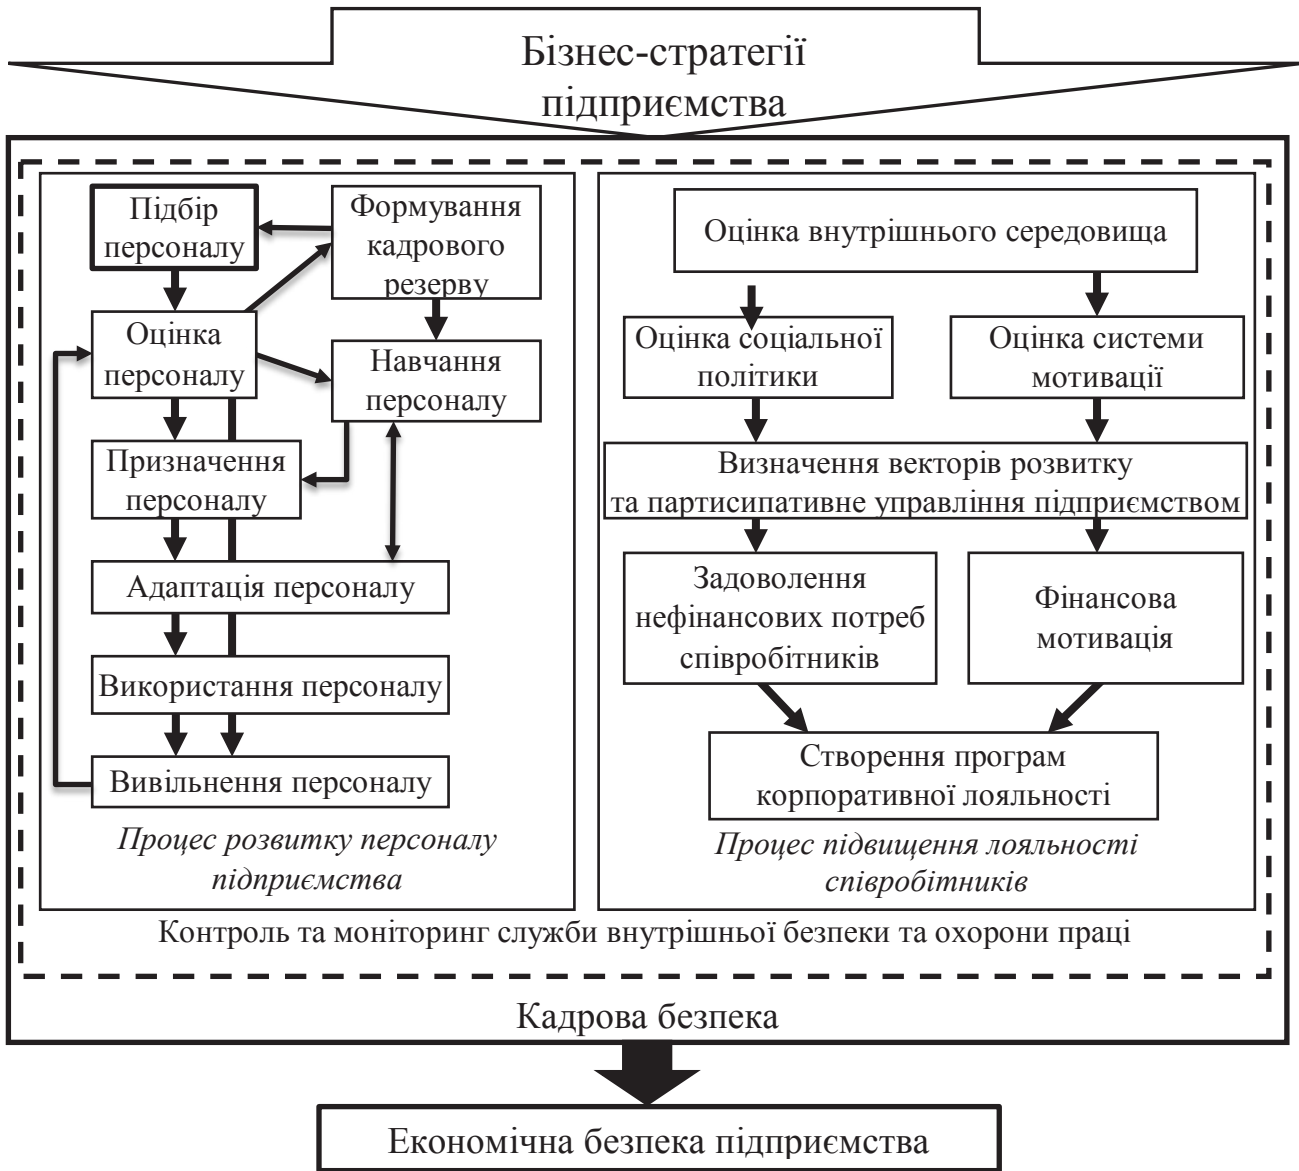 Бізнес-стратегії
підприємства
Підбір
персоналу
Формування
кадрового
резерву
Оцінка
персоналу
Навчання
персоналу
Призначення
персоналу
Адаптація персоналу
Використання персоналу
Вивільнення персоналу
Процес розвитку персоналу
підприємства
Оцінка внутрішнього середовища
Оцінка соціальної
політики
Оцінка системи
мотивації
Визначення векторів розвитку
та партисипативне управління підприємством
Задоволення
нефінансових потреб
співробітників
Фінансова
мотивація
Створення програм
корпоративної лояльності
Процес підвищення лояльності
співробітників
Контроль та моніторинг служби внутрішньої безпеки та охорони праці
Кадрова безпека
Економічна безпека підприємства